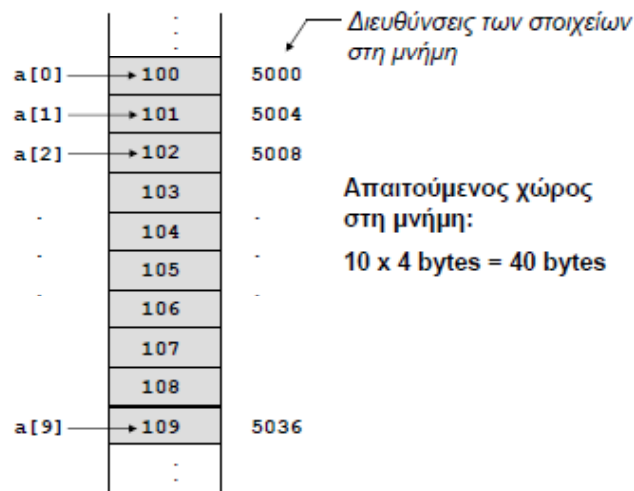 Διευθύνσεις των στοιχείων
στη μνήμη
a[0] 100 5000
a[1] 101 5004
a[2] 102 5008
103
104
105
106
107
108
a[9] 109 5036
Απαιτούμενος χώρος
στη μνήμη:
10 x 4 bytes = 40 bytes